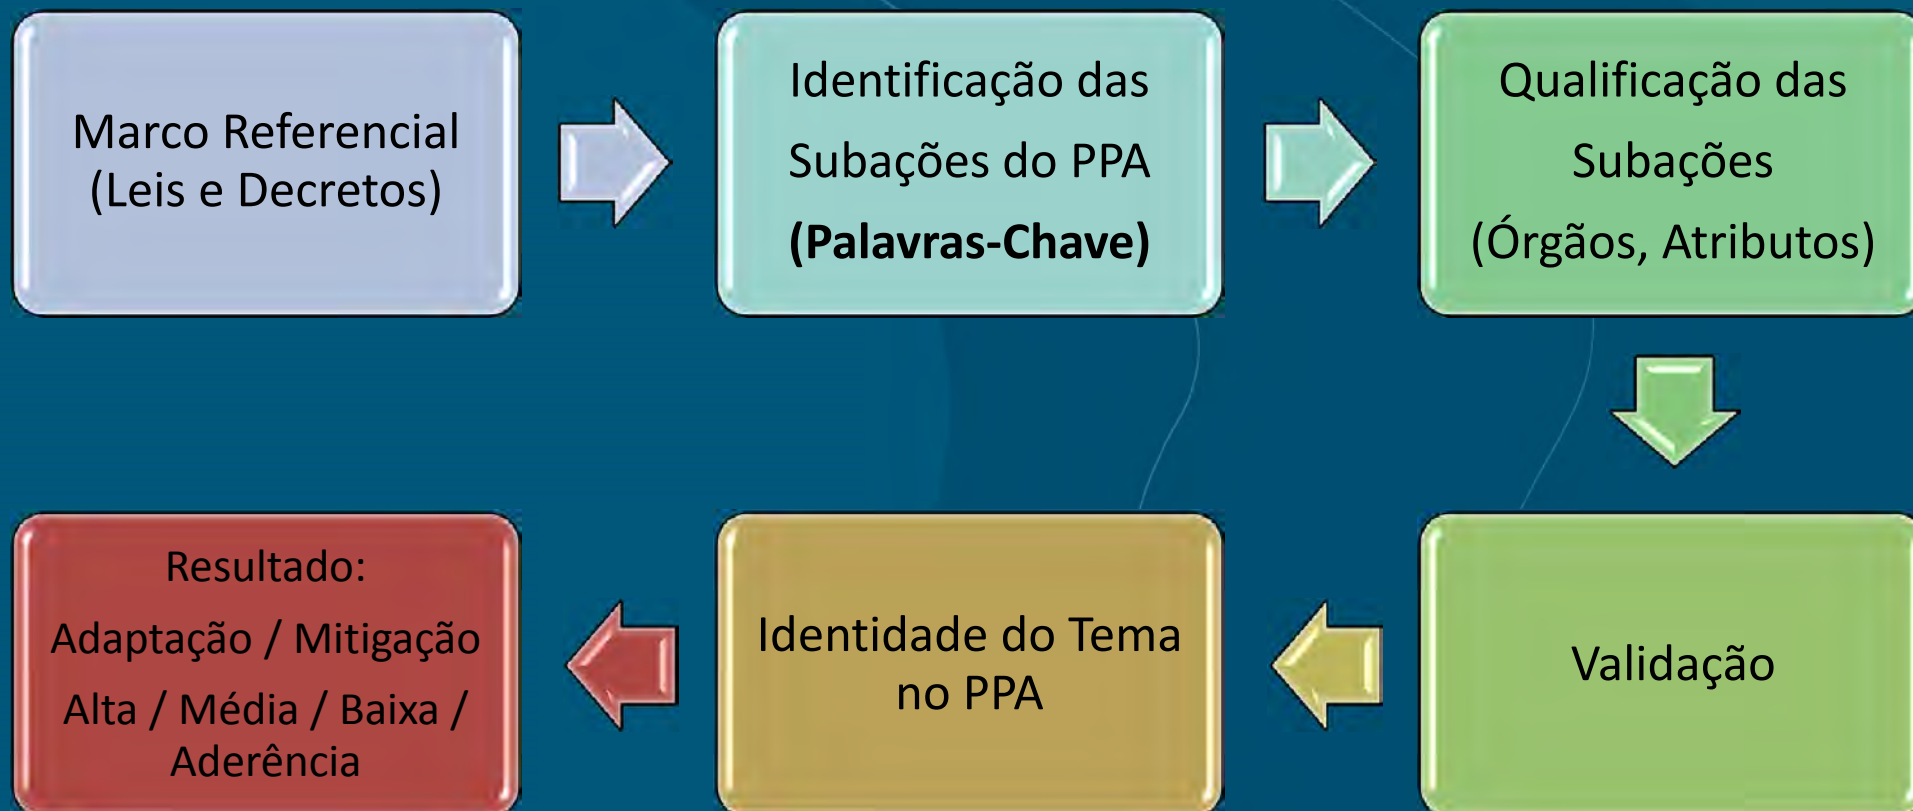 Marco Referencial
(Leis e Decretos)
Identificação das
Subações do PPA
(Palavras-Chave)
Qualificação das
Subações
(Órgãos, Atributos)
Validação
Identidade do Tema
no PPA
Resultado:
Adaptação / Mitigação
Alta / Média / Baixa /
Aderência